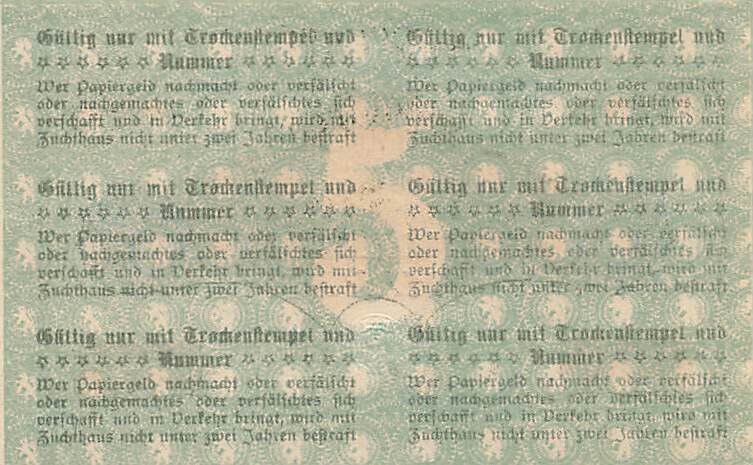 Gültig nur mit Trockenstempel und
☆ ☆ ☆ ☆ ☆ ☆ Nummer ☆ ☆ ☆ ☆ ☆ ☆
Wer Papiergeld nachmacht oder verfälscht
oder nachgemachtes oder verfälschtes sich
verschafft und in Verkehr bringt, wird mit
Zuchthaus nicht unter zwei Jahren bestraft
Gültig nur mit Trockenstempel und
☆ ☆ ☆ ☆ ☆ ☆ Nummer ☆ ☆ ☆ ☆ ☆ ☆
Wer Papiergeld nachmacht oder verfälscht
oder nachgemachtes oder verfälschtes sich
verschafft und in Verkehr bringt, wird mit
Zuchthaus nicht unter zwei Jahren bestraft
5
Gültig nur mit Trockenstempel und
☆ ☆ ☆ ☆ ☆ ☆ Nummer ☆ ☆ ☆ ☆ ☆ ☆
Wer Papiergeld nachmacht oder verfälscht
oder nachgemachtes oder verfälschtes sich
verschafft und in Verkehr bringt, wird mit
Zuchthaus nicht unter zwei Jahren bestraft
Gültig nur mit Trockenstempel und
☆ ☆ ☆ ☆ ☆ ☆ Nummer ☆ ☆ ☆ ☆ ☆ ☆
Wer Papiergeld nachmacht oder verfälscht
oder nachgemachtes oder verfälschtes sich
verschafft und in Verkehr bringt, wird mit
Zuchthaus nicht unter zwei Jahren bestraft
Gültig nur mit Trockenstempel und
☆ ☆ ☆ ☆ ☆ ☆ Nummer ☆ ☆ ☆ ☆ ☆ ☆
Wer Papiergeld nachmacht oder verfälscht
oder nachgemachtes oder verfälschtes sich
verschafft und in Verkehr bringt, wird mit
Zuchthaus nicht unter zwei Jahren bestraft
Gültig nur mit Trockenstempel und
☆ ☆ ☆ ☆ ☆ ☆ Nummer ☆ ☆ ☆ ☆ ☆ ☆
Wer Papiergeld nachmacht oder verfälscht
oder nachgemachtes oder verfälschtes sich
verschafft und in Verkehr bringt, wird mit
Zuchthaus nicht unter zwei Jahren bestraft